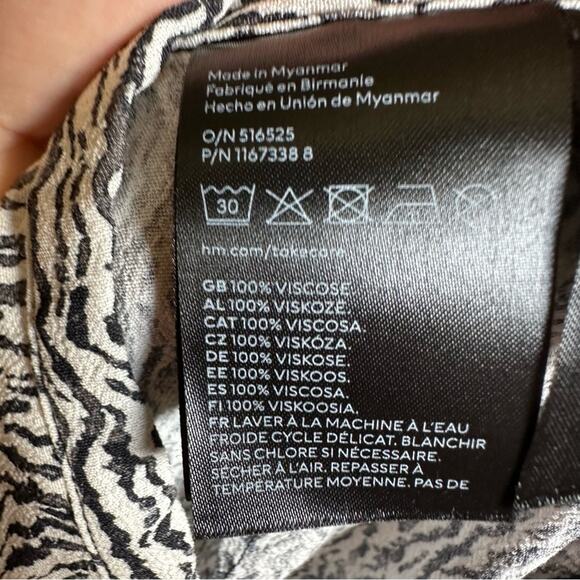 Made in Myanmar
Fabriqué en Birmanie
Hecho en Unión de Myanmar
O/N 516525
P/N 1167338 8
30
hm.com/takecare
GB 100% VISCOSE.
AL 100% VISKOZË.
CAT 100% VISCOSA.
CZ 100% VISKÓZA.
DE 100% VISKOSE.
EE 100% VISKOOS.
ES 100% VISCOSA.
FI 100% VISKOOSIA.
FR LAVER À LA MACHINE À L'EAU
FROIDE CYCLE DÉLICAT. BLANCHIR
SANS CHLORE SI NÉCESSAIRE.
SÉCHER À L'AIR. REPASSER À
TEMPÉRATURE MOYENNE. PAS DE